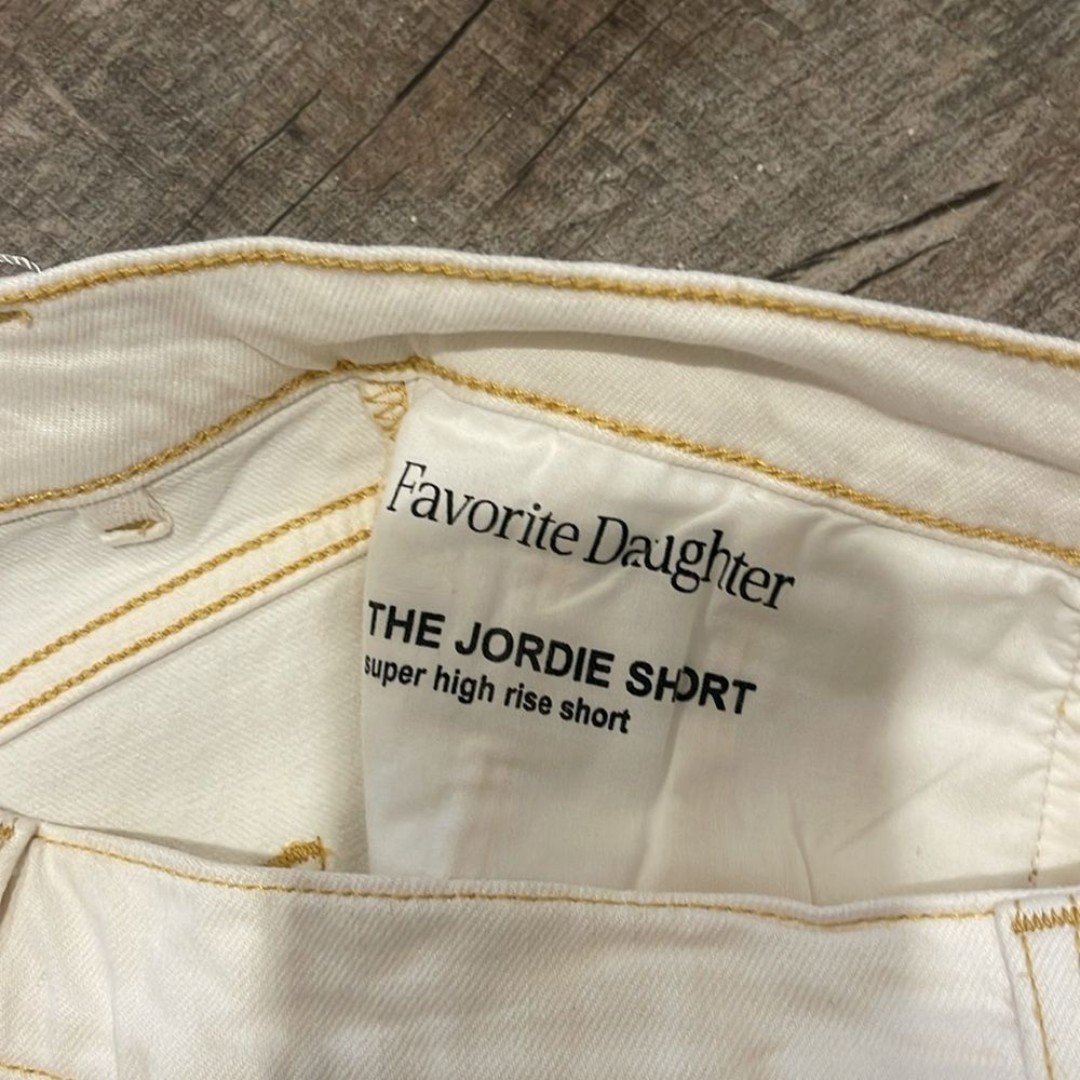 Favorite Daughter
THE JORDIE SHORT
super high rise short